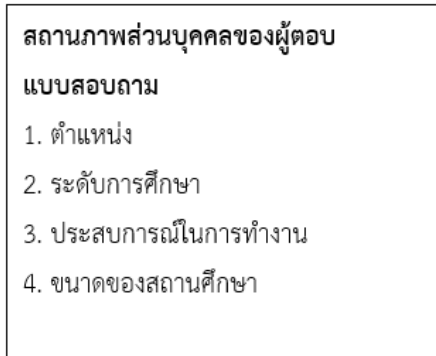 สถานภาพส่วนบุคคลของผู้ตอบ
แบบสอบถาม
1. ตำแหน่ง
2. ระดับการศึกษา
3. ประสบการณ์ในการทำงาน
4. ขนาดของสถานศึกษา